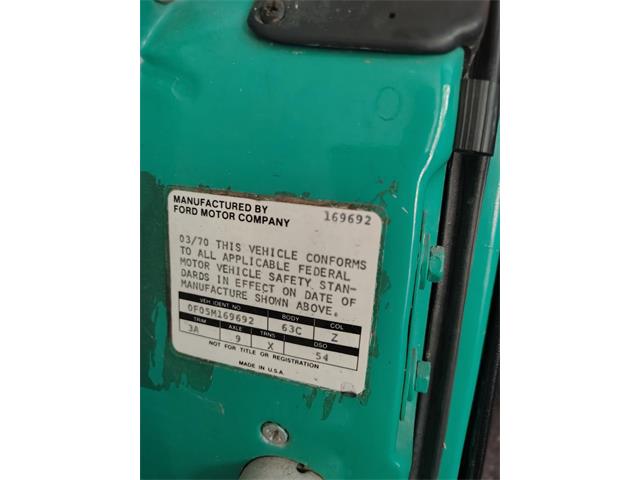 MANUFACTURED BY 169692
FORD MOTOR COMPANY
03/70 THIS VEHICLE CONFORMS
TO ALL APPLICABLE FEDERAL
MOTOR VEHICLE SAFETY STAN-
DARDS IN EFFECT ON DATE OF
MANUFACTURE SHOWN ABOVE.
VEH. IDENT. NO. BODY COL
0F05M169692 63C Z
TRIM AXLE TRNS DSO
3A 9 X 54
NOT FOR TITLE OR REGISTRATION
MADE IN U.S.A.